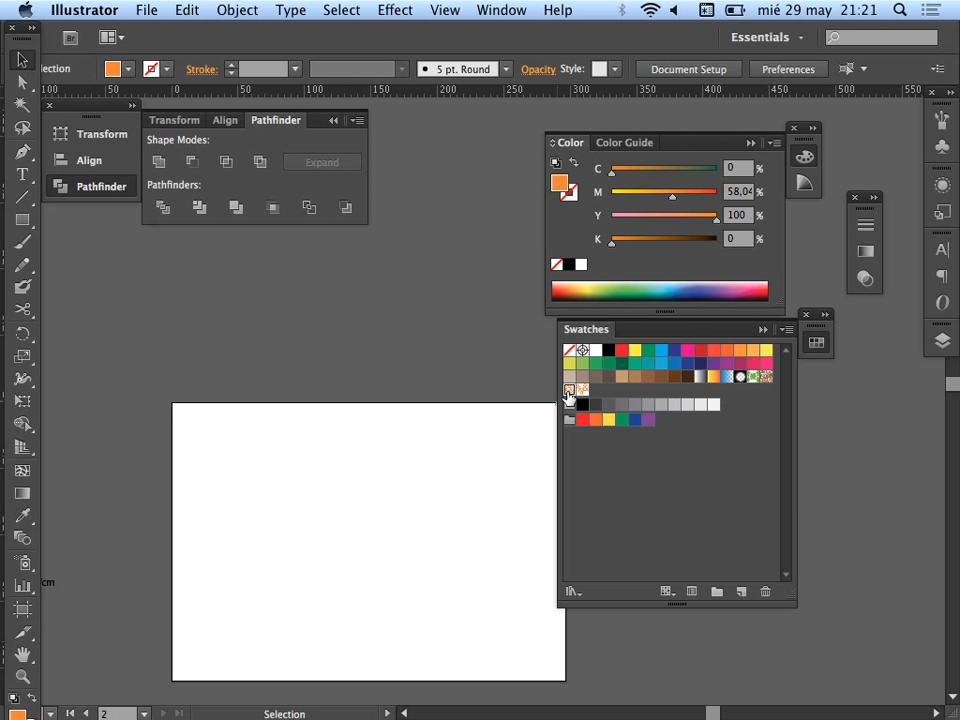 Illustrator File Edit Object Type Select Effect View Window Help mié 29 may 21:21
Br Essentials
lection Stroke: 5 pt. Round Opacity Style: Document Setup Preferences
100 50 0 50 100 150 200 250 300 350 400 450 500 550
Transform
Align
Pathfinder
Transform Align Pathfinder
Shape Modes:
Expand
Pathfinders:
Color Color Guide
C 0 %
M 58,04 %
Y 100 %
K 0 %
Swatches
T
A
O
/cm
2 Selection